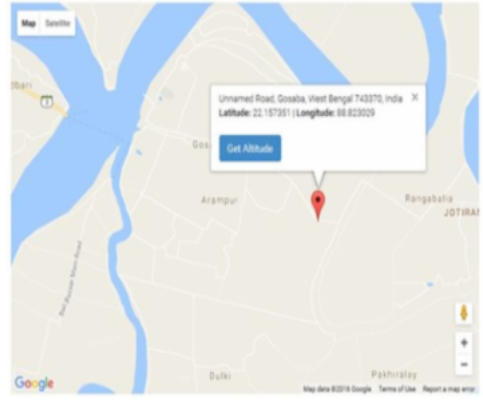 Map Satellite
Unnamed Road, Gosaba, West Bengal 743370, India
Latitude: 22.157351 | Longitude: 88.823029
Get Altitude
Arampur
Rangabalia
Dulki
Pakhiralay
Google
Map data ©2016 Google Terms of Use Report a map error